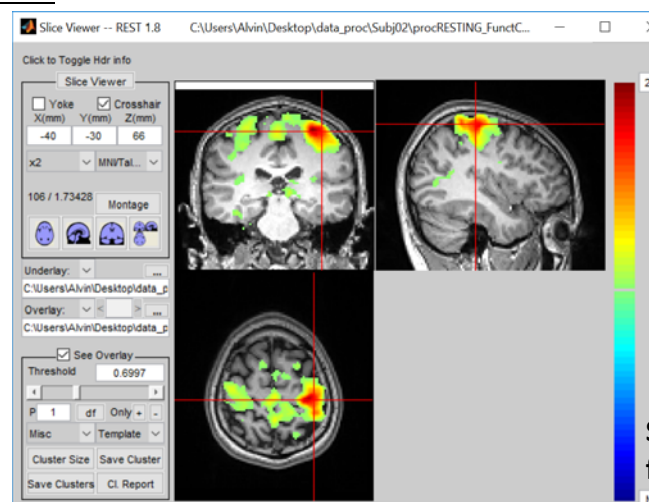 Slice Viewer -- REST 1.8 C:\Users\Alvin\Desktop\data_proc\Subj02\procRESTING_FunctC...
Click to Toggle Hdr info
Slice Viewer
Yoke Crosshair
X(mm) Y(mm) Z(mm)
-40 -30 66
x2 MNI/Tal...
106 / 1.73428 Montage
Underlay: ...
C:\Users\Alvin\Desktop\data_p
Overlay: < > ...
C:\Users\Alvin\Desktop\data_p
See Overlay
Threshold 0.6997
P 1 df Only + -
Misc Template
Cluster Size Save Cluster
Save Clusters Cl. Report
2
S